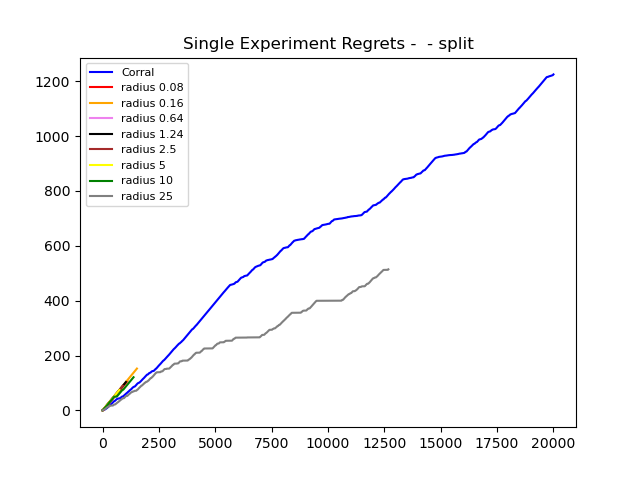 Single Experiment Regrets -  - split
Corral
radius 0.08
radius 0.16
radius 0.64
radius 1.24
radius 2.5
radius 5
radius 10
radius 25
1200
1000
800
600
400
200
0
0 2500 5000 7500 10000 12500 15000 17500 20000